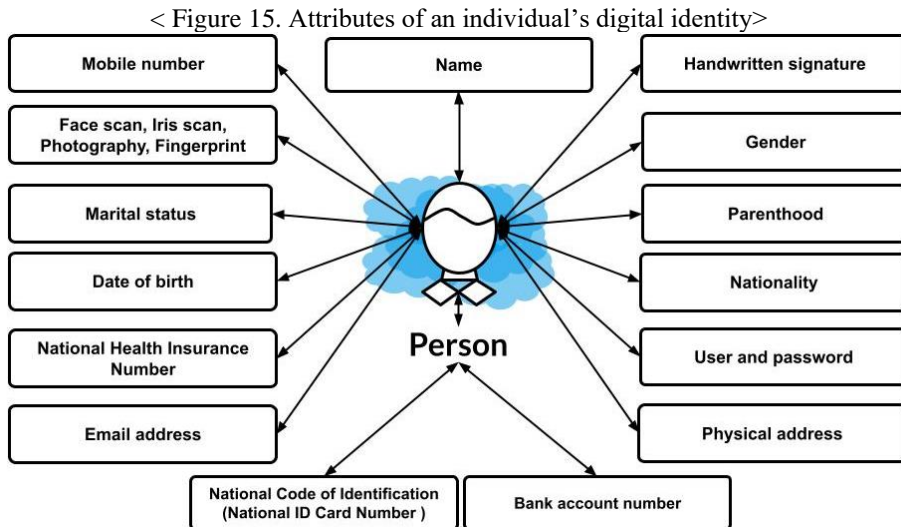 < Figure 15. Attributes of an individual’s digital identity>
Mobile number
Name
Handwritten signature
Face scan, Iris scan,
Photography, Fingerprint
Gender
Marital status
Parenthood
Date of birth
Nationality
National Health Insurance
Number
Person
User and password
Email address
Physical address
National Code of Identification
(National ID Card Number )
Bank account number